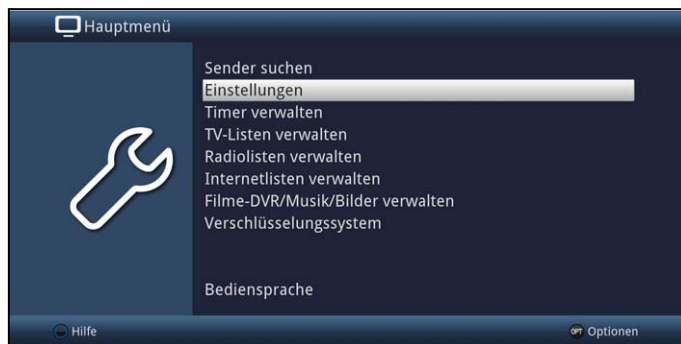 Hauptmenü
Sender suchen
Einstellungen
Timer verwalten
TV-Listen verwalten
Radiolisten verwalten
Internetlisten verwalten
Filme-DVR/Musik/Bilder verwalten
Verschlüsselungssystem
Bediensprache
Hilfe
OPT Optionen